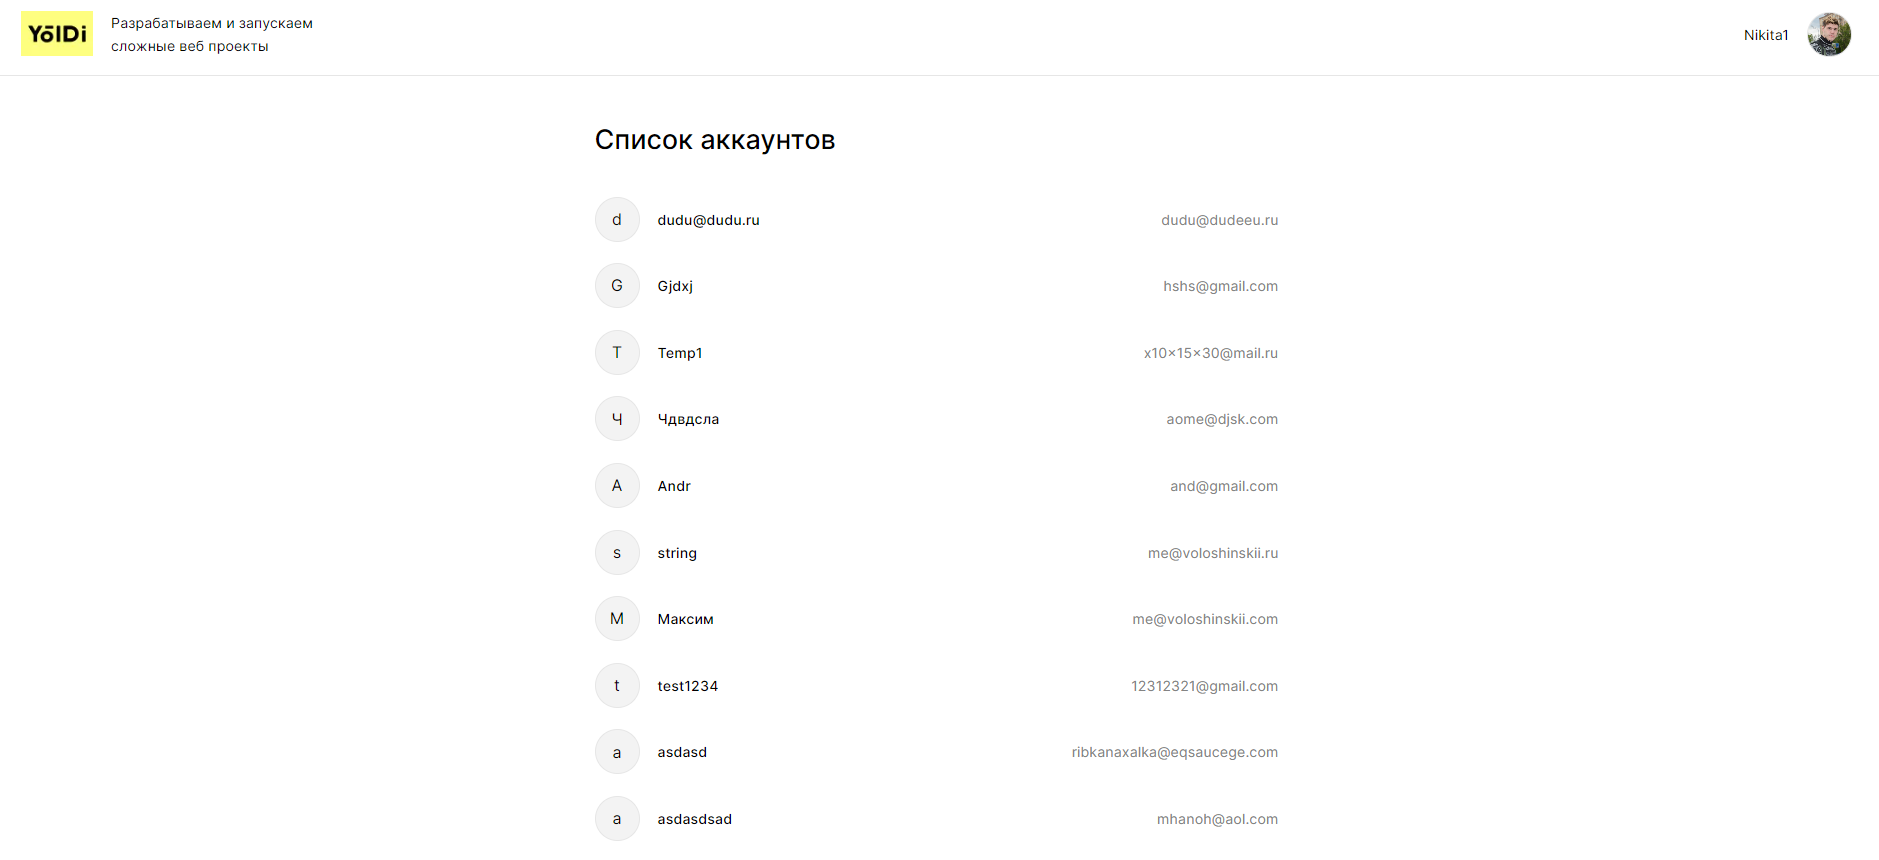 YōlDi
Разрабатываем и запускаем
сложные веб проекты
Nikita1
Список аккаунтов
d dudu@dudu.ru dudu@dudeeu.ru
G Gjdxj hshs@gmail.com
T Temp1 x10×15×30@mail.ru
Ч Чдвдсла aome@djsk.com
A Andr and@gmail.com
s string me@voloshinskii.ru
М Максим me@voloshinskii.com
t test1234 12312321@gmail.com
a asdasd ribkanaxalka@eqsaucege.com
a asdasdsad mhanoh@aol.com